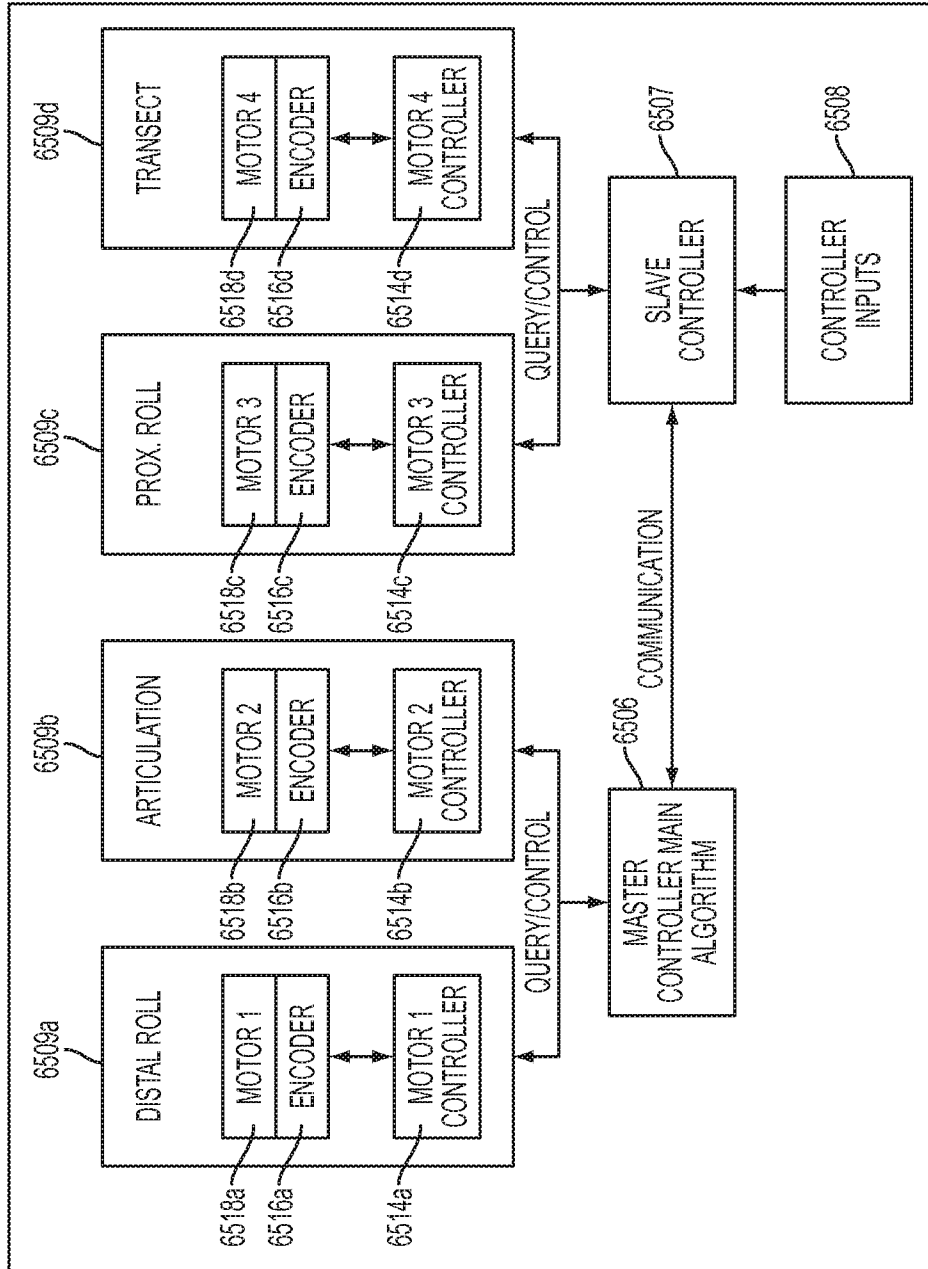 6509a
6509b
6509c
6509d
DISTAL ROLL
ARTICULATION
PROX. ROLL
TRANSECT
6518a
MOTOR 1
6518b
MOTOR 2
6518c
MOTOR 3
6518d
MOTOR 4
6516a
ENCODER
6516b
ENCODER
6516c
ENCODER
6516d
ENCODER
6514a
MOTOR 1
CONTROLLER
6514b
MOTOR 2
CONTROLLER
6514c
MOTOR 3
CONTROLLER
6514d
MOTOR 4
CONTROLLER
QUERY/CONTROL
QUERY/CONTROL
6506
MASTER
CONTROLLER MAIN
ALGORITHM
COMMUNICATION
SLAVE
CONTROLLER
6507
CONTROLLER
INPUTS
6508